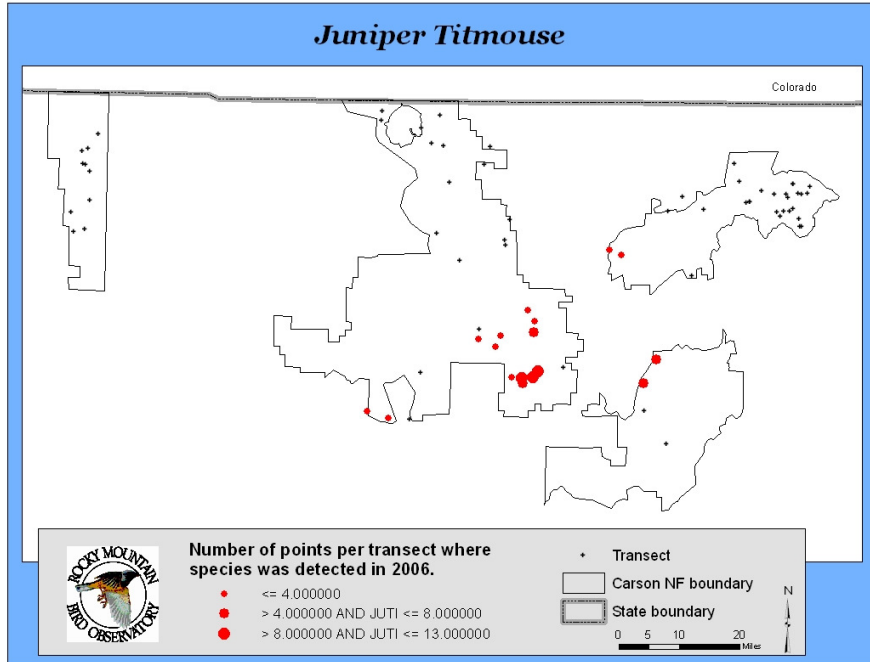 Juniper Titmouse
Colorado
Number of points per transect where
species was detected in 2006.
<= 4.000000
> 4.000000 AND JUTI <= 8.000000
> 8.000000 AND JUTI <= 13.000000
ROCKY MOUNTAIN
BIRD OBSERVATORY
Transect
Carson NF boundary
State boundary
N
0 5 10 20
Miles